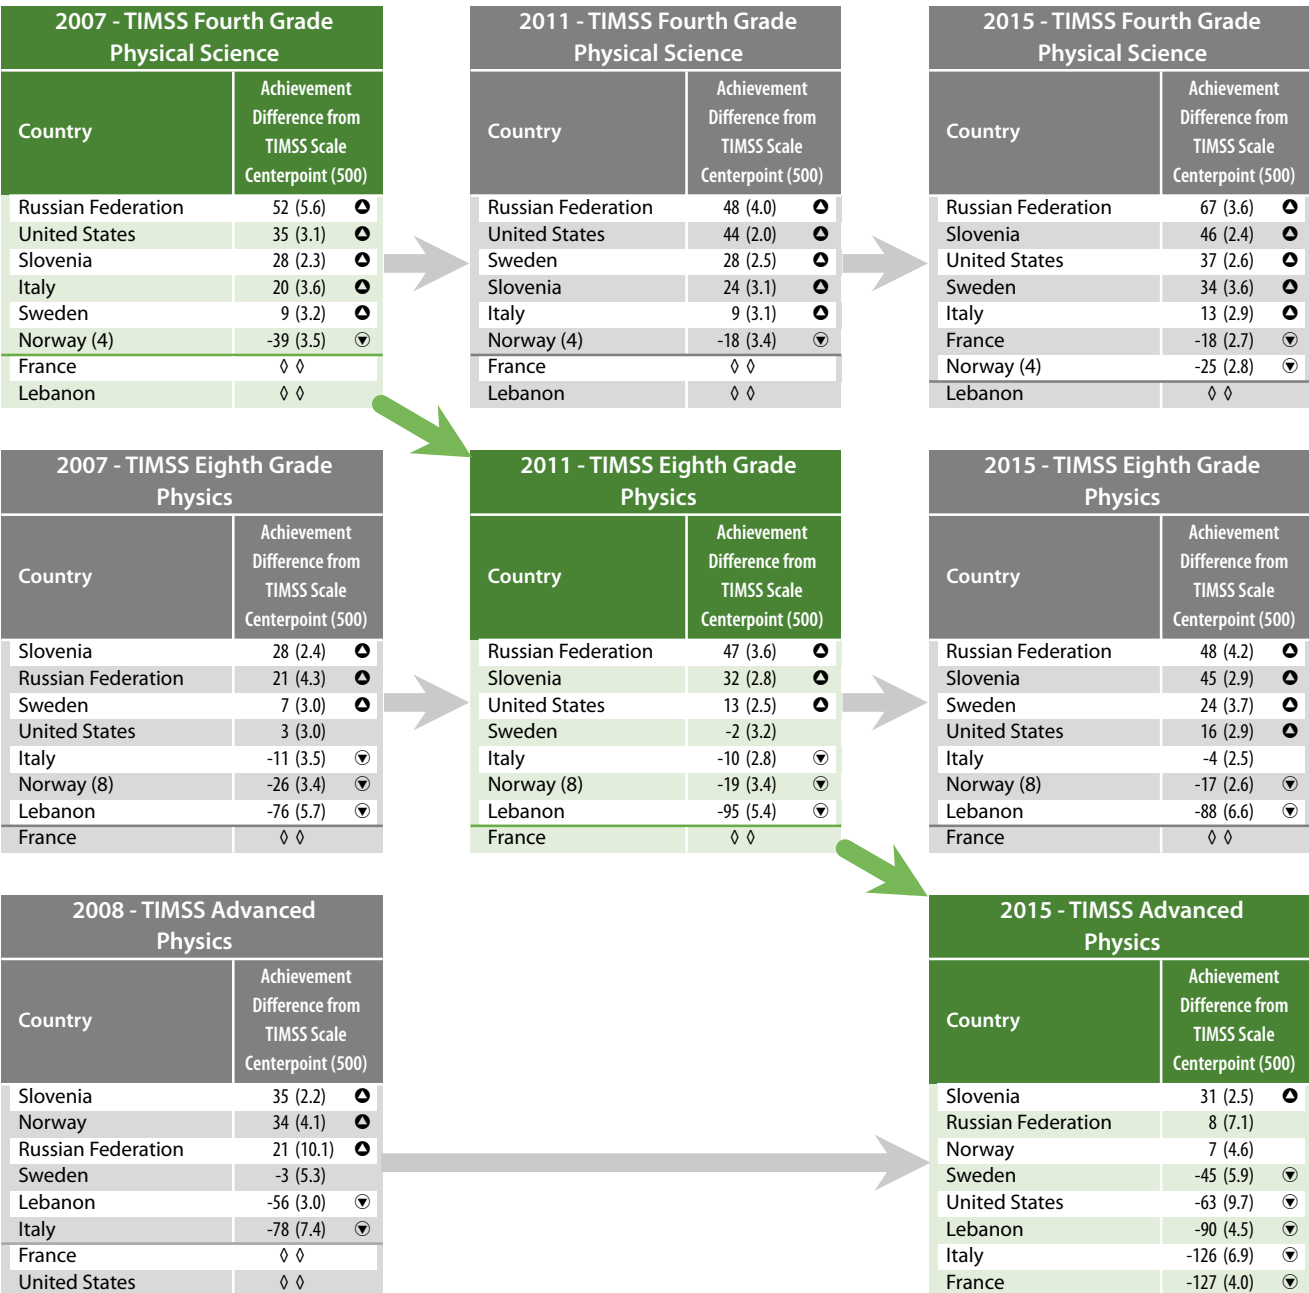 2007 - TIMSS Fourth Grade
Physical Science
Country
Achievement
Difference from
TIMSS Scale
Centerpoint (500)
Russian Federation 52 (5.6)
United States 35 (3.1)
Slovenia 28 (2.3)
Italy 20 (3.6)
Sweden 9 (3.2)
Norway (4) -39 (3.5)
France ◊ ◊
Lebanon ◊ ◊
2011 - TIMSS Fourth Grade
Physical Science
Country
Achievement
Difference from
TIMSS Scale
Centerpoint (500)
Russian Federation 48 (4.0)
United States 44 (2.0)
Sweden 28 (2.5)
Slovenia 24 (3.1)
Italy 9 (3.1)
Norway (4) -18 (3.4)
France ◊ ◊
Lebanon ◊ ◊
2015 - TIMSS Fourth Grade
Physical Science
Country
Achievement
Difference from
TIMSS Scale
Centerpoint (500)
Russian Federation 67 (3.6)
Slovenia 46 (2.4)
United States 37 (2.6)
Sweden 34 (3.6)
Italy 13 (2.9)
France -18 (2.7)
Norway (4) -25 (2.8)
Lebanon ◊ ◊
2007 - TIMSS Eighth Grade
Physics
Country
Achievement
Difference from
TIMSS Scale
Centerpoint (500)
Slovenia 28 (2.4)
Russian Federation 21 (4.3)
Sweden 7 (3.0)
United States 3 (3.0)
Italy -11 (3.5)
Norway (8) -26 (3.4)
Lebanon -76 (5.7)
France ◊ ◊
2011 - TIMSS Eighth Grade
Physics
Country
Achievement
Difference from
TIMSS Scale
Centerpoint (500)
Russian Federation 47 (3.6)
Slovenia 32 (2.8)
United States 13 (2.5)
Sweden -2 (3.2)
Italy -10 (2.8)
Norway (8) -19 (3.4)
Lebanon -95 (5.4)
France ◊ ◊
2015 - TIMSS Eighth Grade
Physics
Country
Achievement
Difference from
TIMSS Scale
Centerpoint (500)
Russian Federation 48 (4.2)
Slovenia 45 (2.9)
Sweden 24 (3.7)
United States 16 (2.9)
Italy -4 (2.5)
Norway (8) -17 (2.6)
Lebanon -88 (6.6)
France ◊ ◊
2008 - TIMSS Advanced
Physics
Country
Achievement
Difference from
TIMSS Scale
Centerpoint (500)
Slovenia 35 (2.2)
Norway 34 (4.1)
Russian Federation 21 (10.1)
Sweden -3 (5.3)
Lebanon -56 (3.0)
Italy -78 (7.4)
France ◊ ◊
United States ◊ ◊
2015 - TIMSS Advanced
Physics
Country
Achievement
Difference from
TIMSS Scale
Centerpoint (500)
Slovenia 31 (2.5)
Russian Federation 8 (7.1)
Norway 7 (4.6)
Sweden -45 (5.9)
United States -63 (9.7)
Lebanon -90 (4.5)
Italy -126 (6.9)
France -127 (4.0)